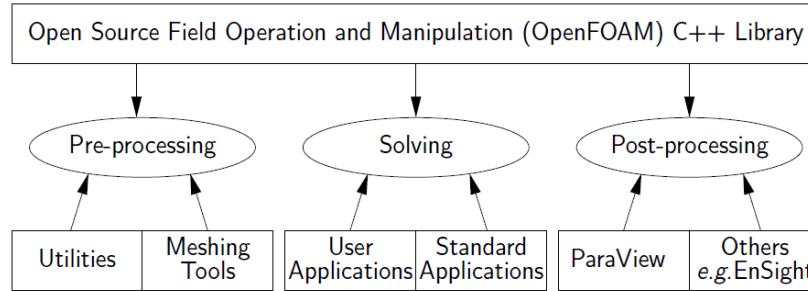 Open Source Field Operation and Manipulation (OpenFOAM) C++ Library
Pre-processing
Solving
Post-processing
Utilities
Meshing
Tools
User
Applications
Standard
Applications
ParaView
Others
e.g.EnSight